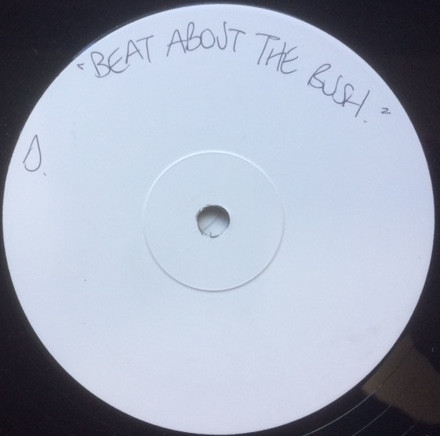 "BEAT ABOUT THE BUSH."
D.